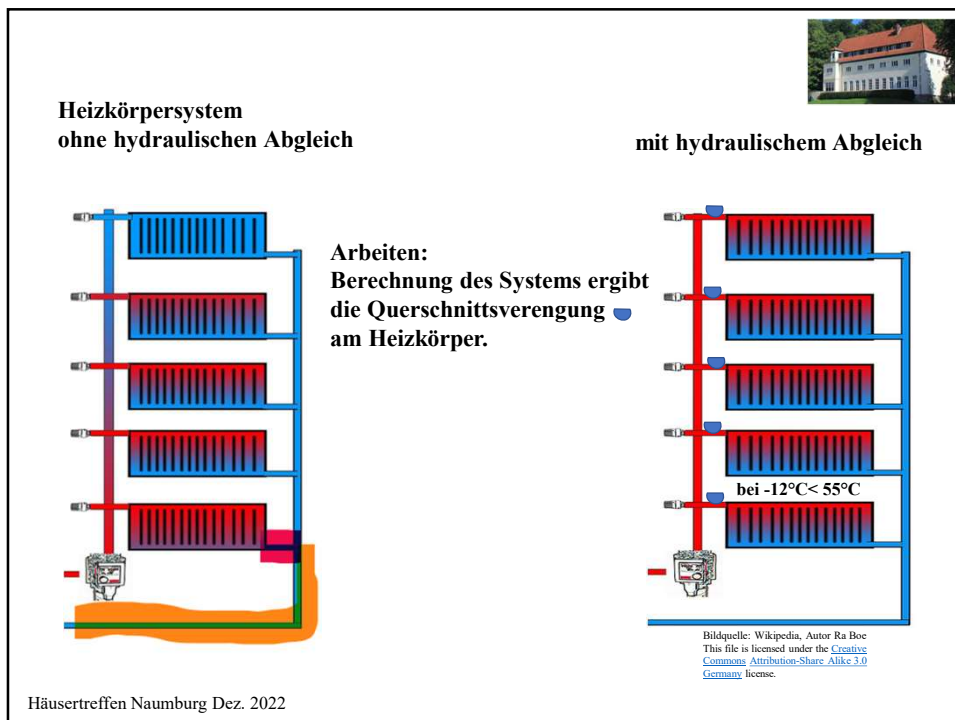 Heizkörpersystem
ohne hydraulischen Abgleich
mit hydraulischem Abgleich
Arbeiten:
Berechnung des Systems ergibt
die Querschnittsverengung
am Heizkörper.
bei -12°C< 55°C
Bildquelle: Wikipedia, Autor Ra Boe
This file is licensed under the Creative
Commons Attribution-Share Alike 3.0
Germany license.
Häusertreffen Naumburg Dez. 2022